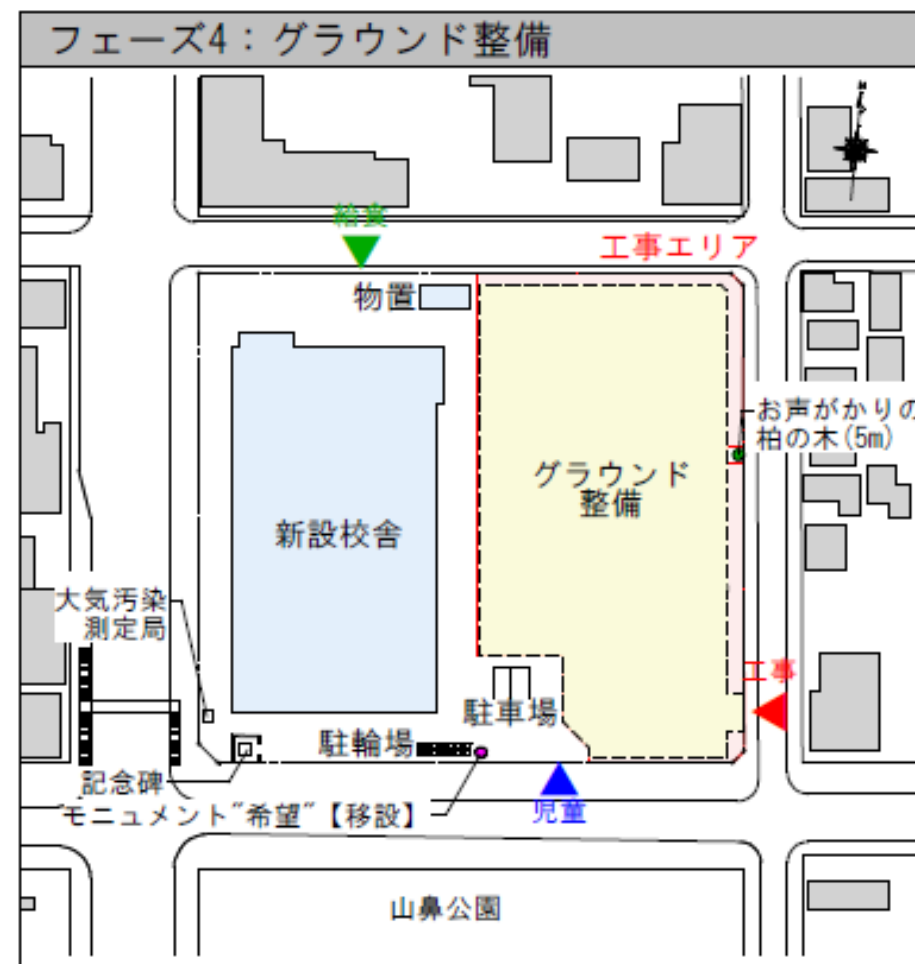 フェーズ4：グラウンド整備
給食
工事エリア
物置
お声がかりの
柏の木(5m)
グラウンド
整備
新設校舎
大気汚染
測定局
工事
駐車場
駐輪場
記念碑
モニュメント"希望"【移設】
児童
山鼻公園